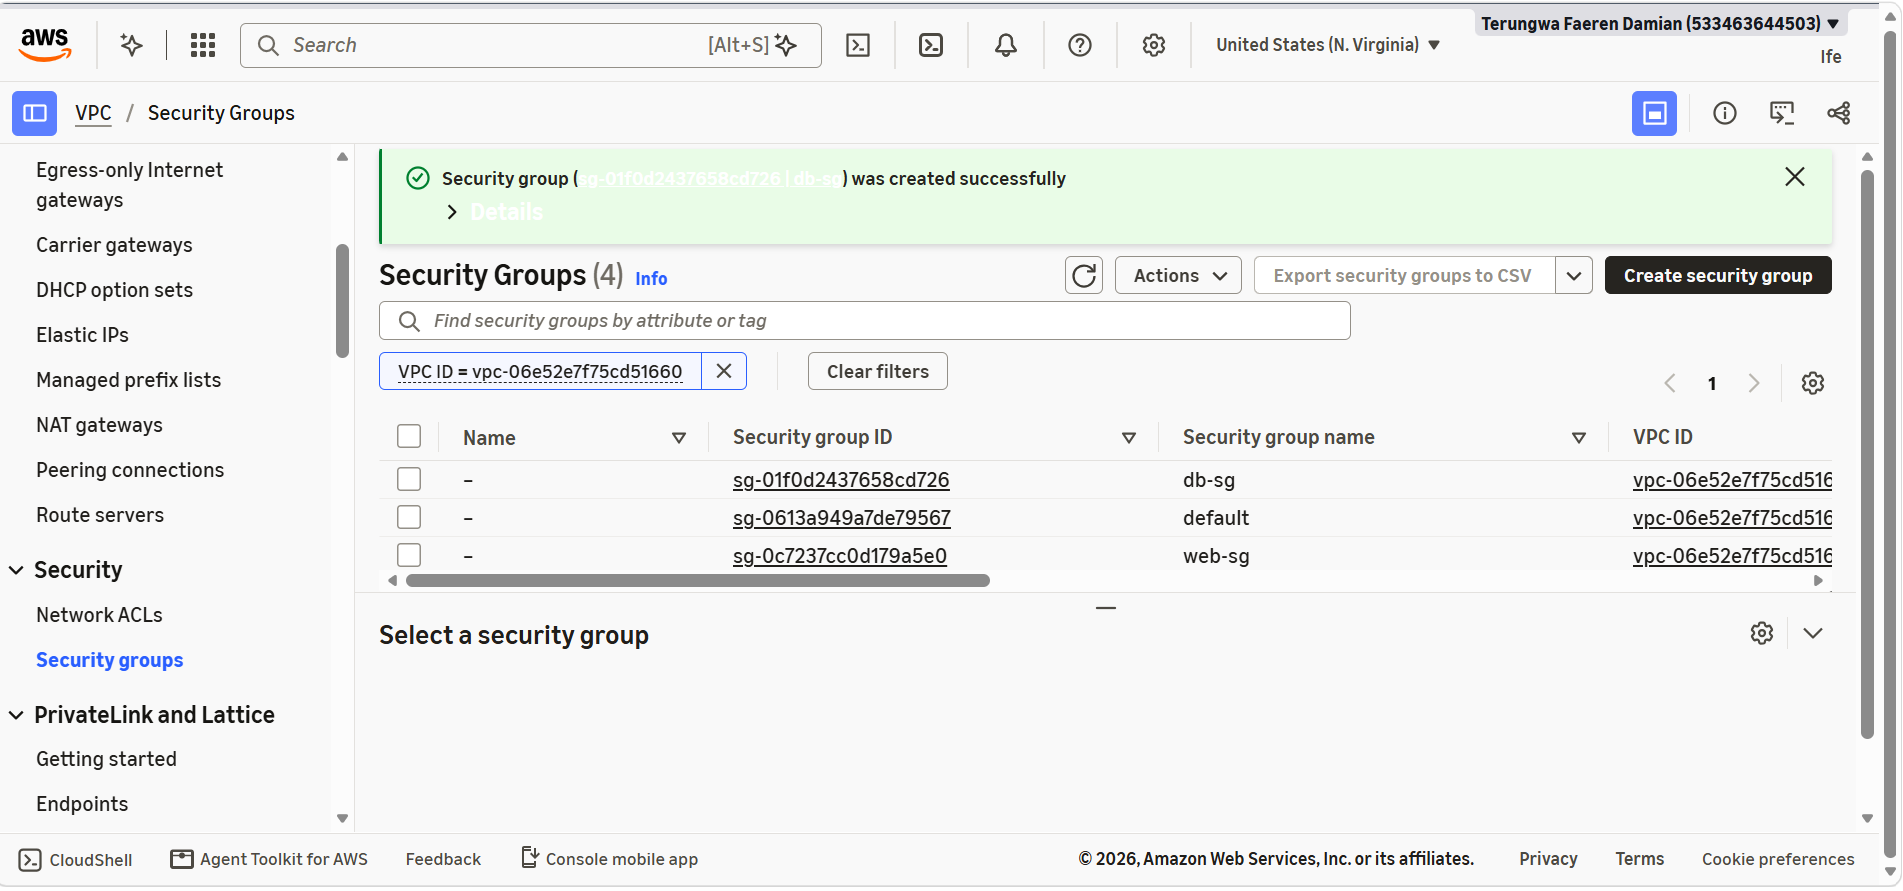 aws
Search [Alt+S]
United States (N. Virginia)
Terungwa Faeren Damian (533463644503)
Ife
VPC / Security Groups
Egress-only Internet
gateways
Carrier gateways
DHCP option sets
Elastic IPs
Managed prefix lists
NAT gateways
Peering connections
Route servers
Security
Network ACLs
Security groups
PrivateLink and Lattice
Getting started
Endpoints
Security group (sg-01f0d2437658cd726 | db-sg) was created successfully
Details
Security Groups (4) Info
Actions
Export security groups to CSV
Create security group
Find security groups by attribute or tag
VPC ID = vpc-06e52e7f75cd51660
Clear filters
1
Name Security group ID Security group name VPC ID
– sg-01f0d2437658cd726 db-sg vpc-06e52e7f75cd516
– sg-0613a949a7de79567 default vpc-06e52e7f75cd516
– sg-0c7237cc0d179a5e0 web-sg vpc-06e52e7f75cd516
Select a security group
CloudShell Agent Toolkit for AWS Feedback Console mobile app © 2026, Amazon Web Services, Inc. or its affiliates. Privacy Terms Cookie preferences